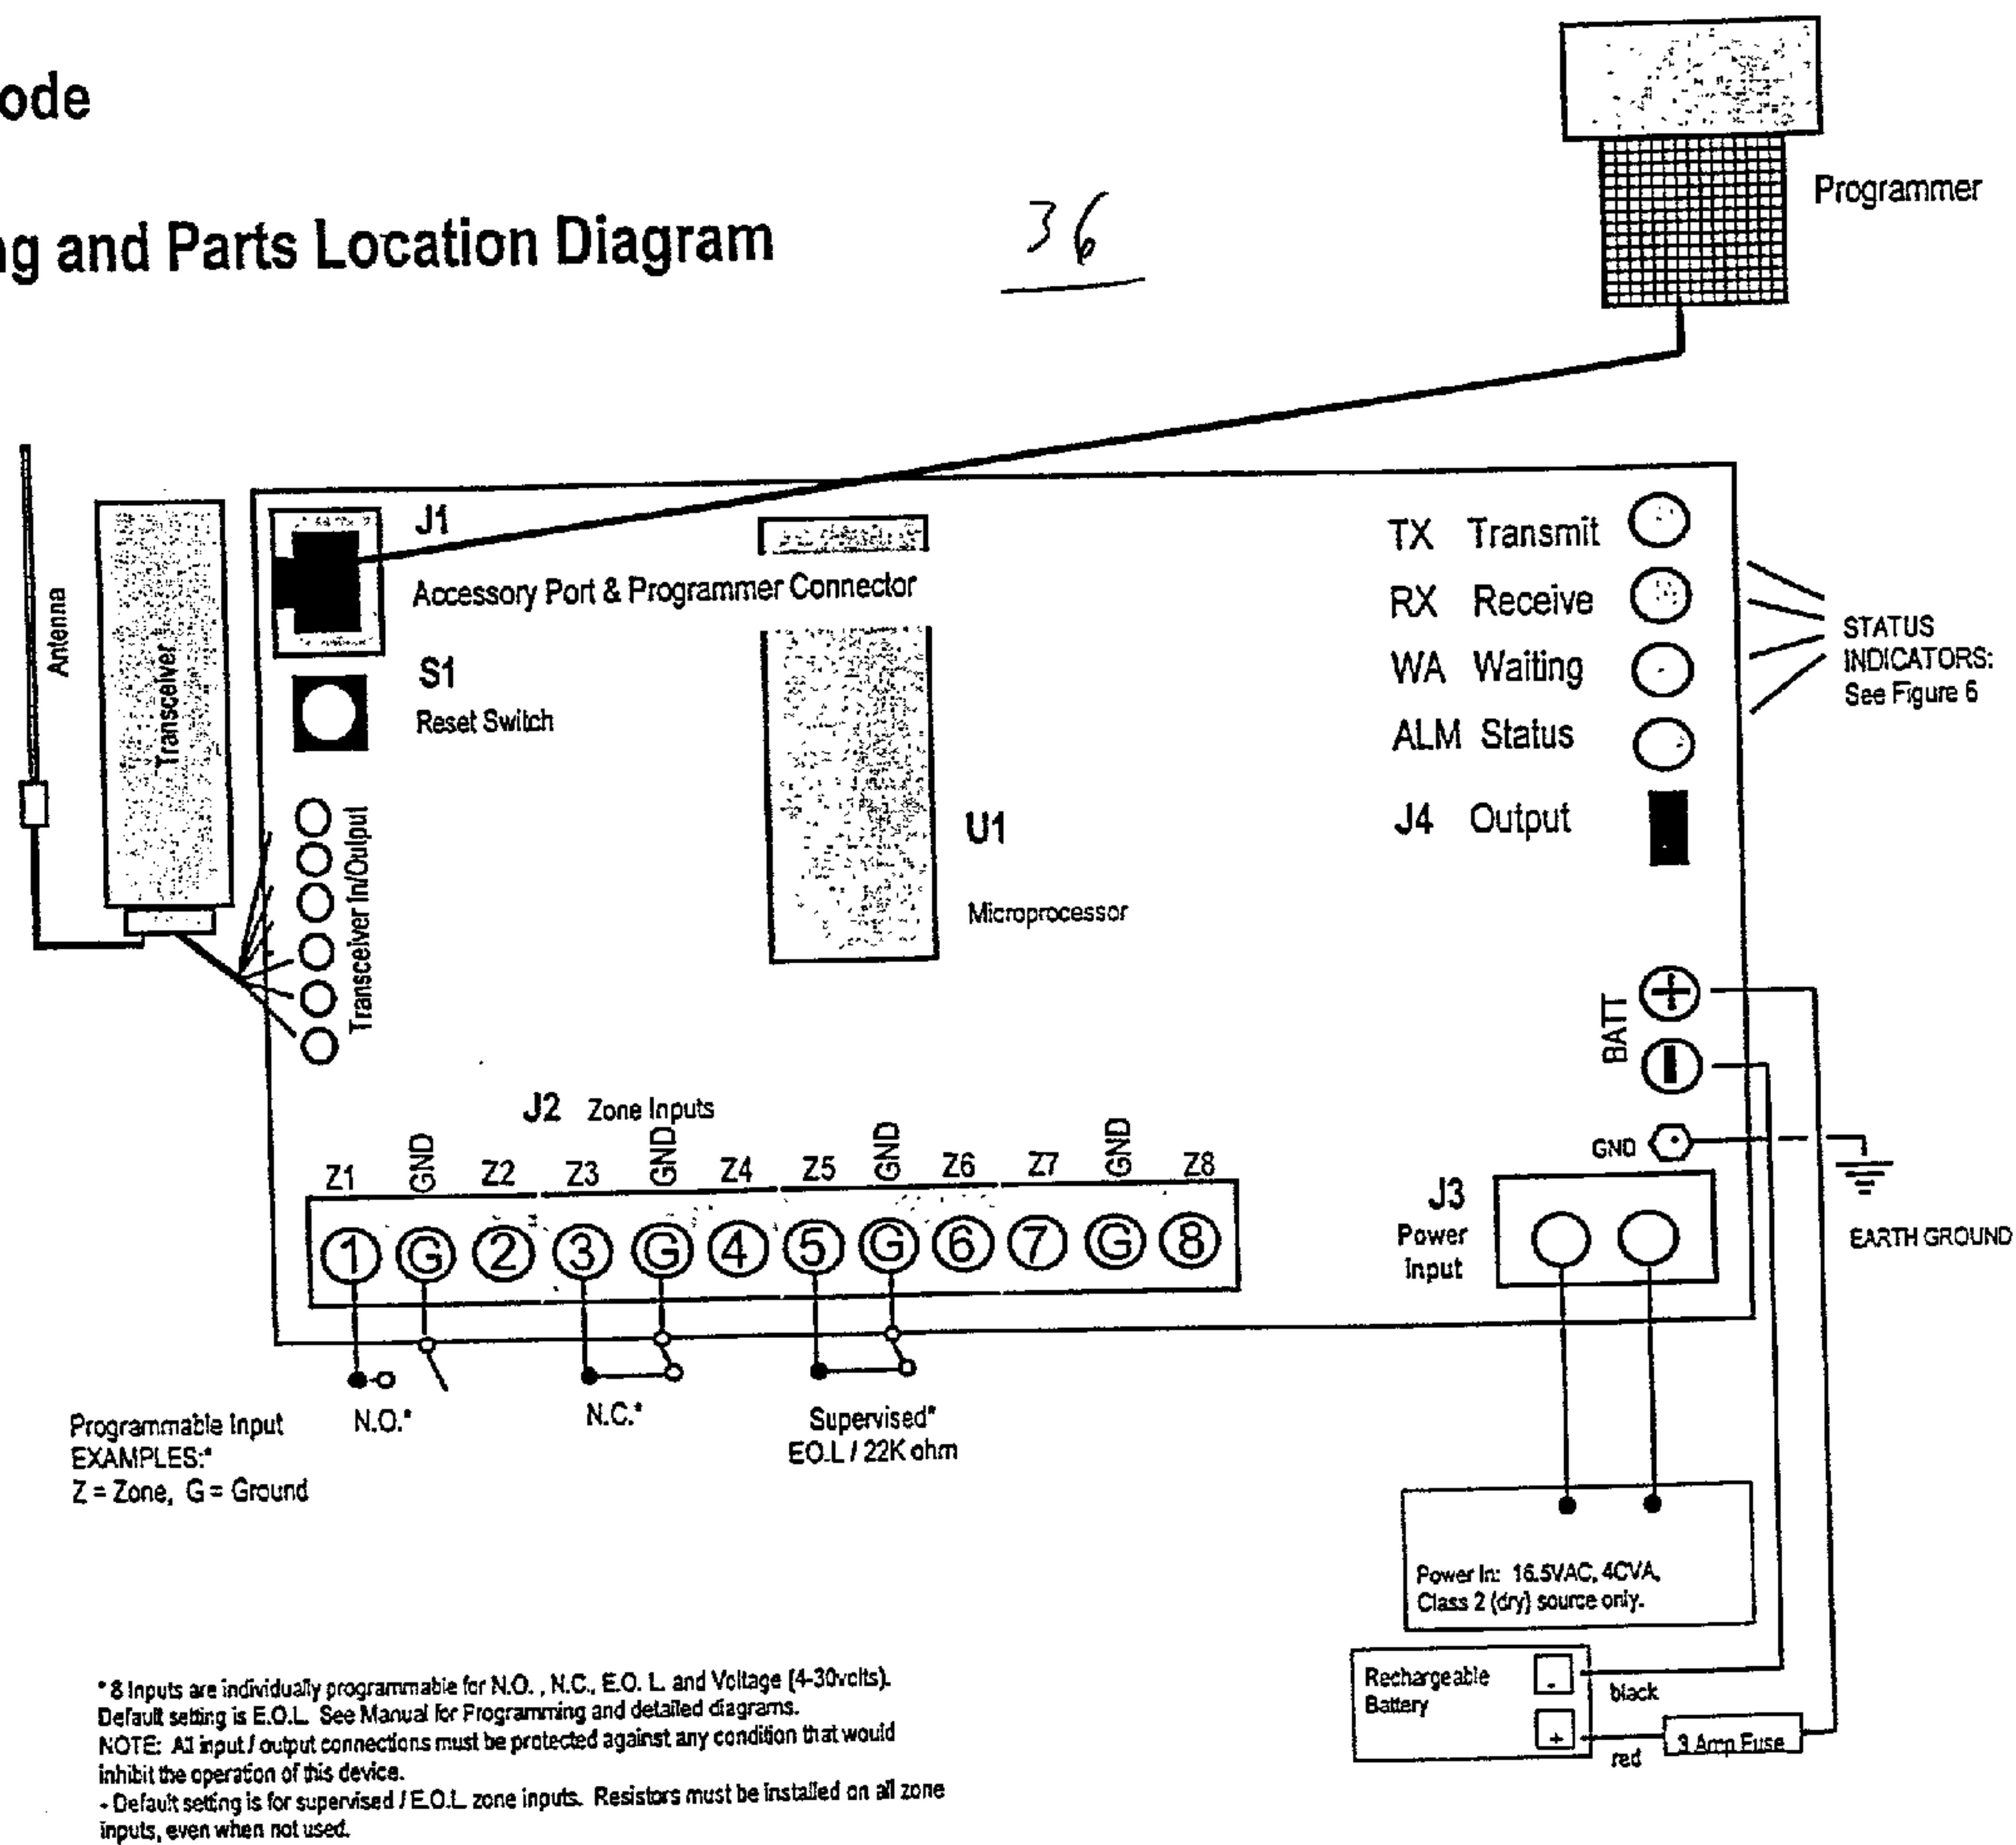 ode
ng and Parts Location Diagram
36
Programmer
Antenna
Transceiver
J1
Accessory Port & Programmer Connector
S1
Reset Switch
Transceiver In/Output
U1
Microprocessor
TX Transmit
RX Receive
WA Waiting
ALM Status
J4 Output
STATUS
INDICATORS:
See Figure 6
BATT
+
-
GND
EARTH GROUND
J2 Zone Inputs
Z1 GND Z2 Z3 GND Z4 Z5 GND Z6 Z7 GND Z8
1 G 2 3 G 4 5 G 6 7 G 8
J3
Power
Input
N.O.*
N.C.*
Supervised*
EO.L / 22K ohm
Programmable Input
EXAMPLES:*
Z = Zone, G = Ground
Power In: 16.5VAC, 4CVA,
Class 2 (dry) source only.
Rechargeable
Battery
-
+
black
red
3 Amp Fuse
* 8 Inputs are individually programmable for N.O. , N.C., E.O. L. and Voltage (4-30volts).
Default setting is E.O.L. See Manual for Programming and detailed diagrams.
NOTE: All input / output connections must be protected against any condition that would
inhibit the operation of this device.
- Default setting is for supervised / E.O.L. zone inputs. Resistors must be installed on all zone
inputs, even when not used.